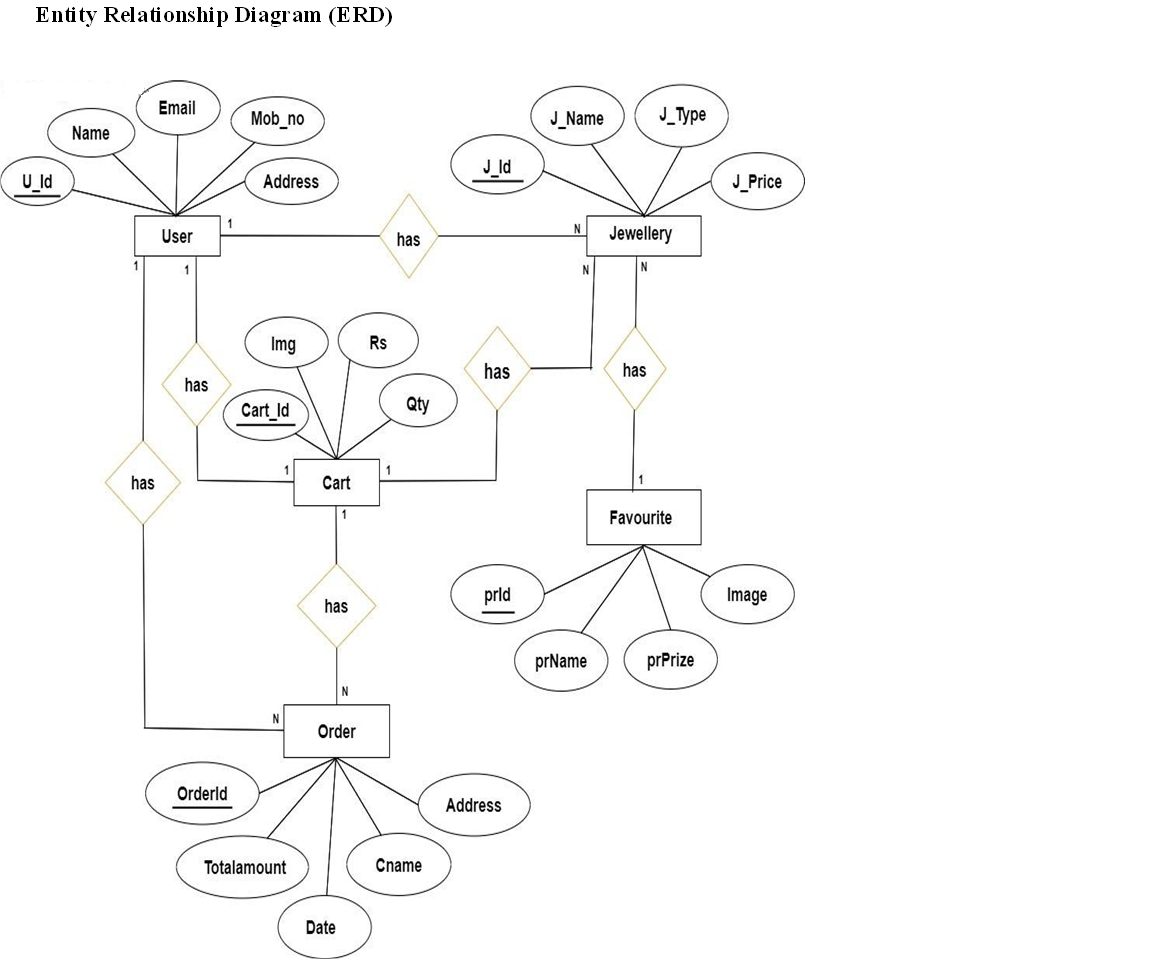 Entity Relationship Diagram (ERD)
Email
Name
Mob_no
U_Id
Address
J_Name
J_Type
J_Id
J_Price
User
1
has
N
Jewellery
1
1
N
N
Img
Rs
has
Cart_Id
Qty
has
has
has
1
Cart
1
1
1
Favourite
has
prId
Image
prName
prPrize
N
N
Order
OrderId
Address
Totalamount
Cname
Date